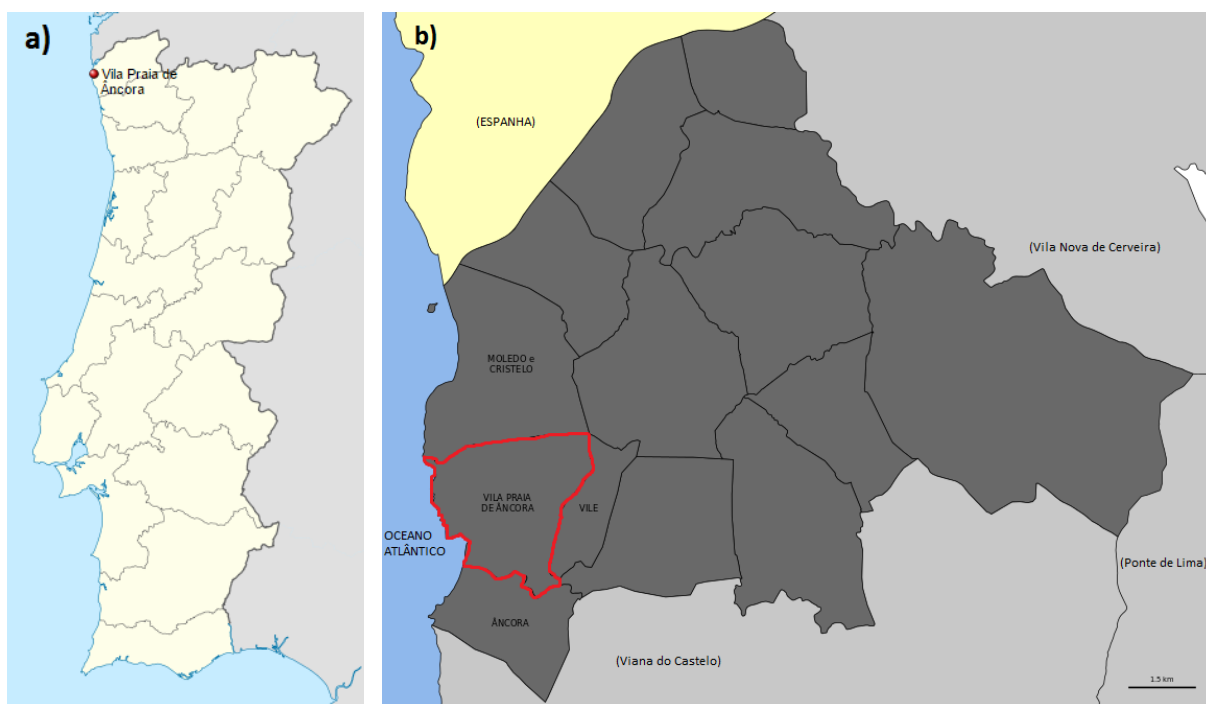 a)
Vila Praia de
Âncora
b)
(ESPANHA)
(Vila Nova de Cerveira)
MOLEDO e
CRISTELO
VILA PRAIA
DE ÂNCORA
VILE
OCEANO
ATLÂNTICO
(Ponte de Lima)
ÂNCORA
(Viana do Castelo)
1.5 km